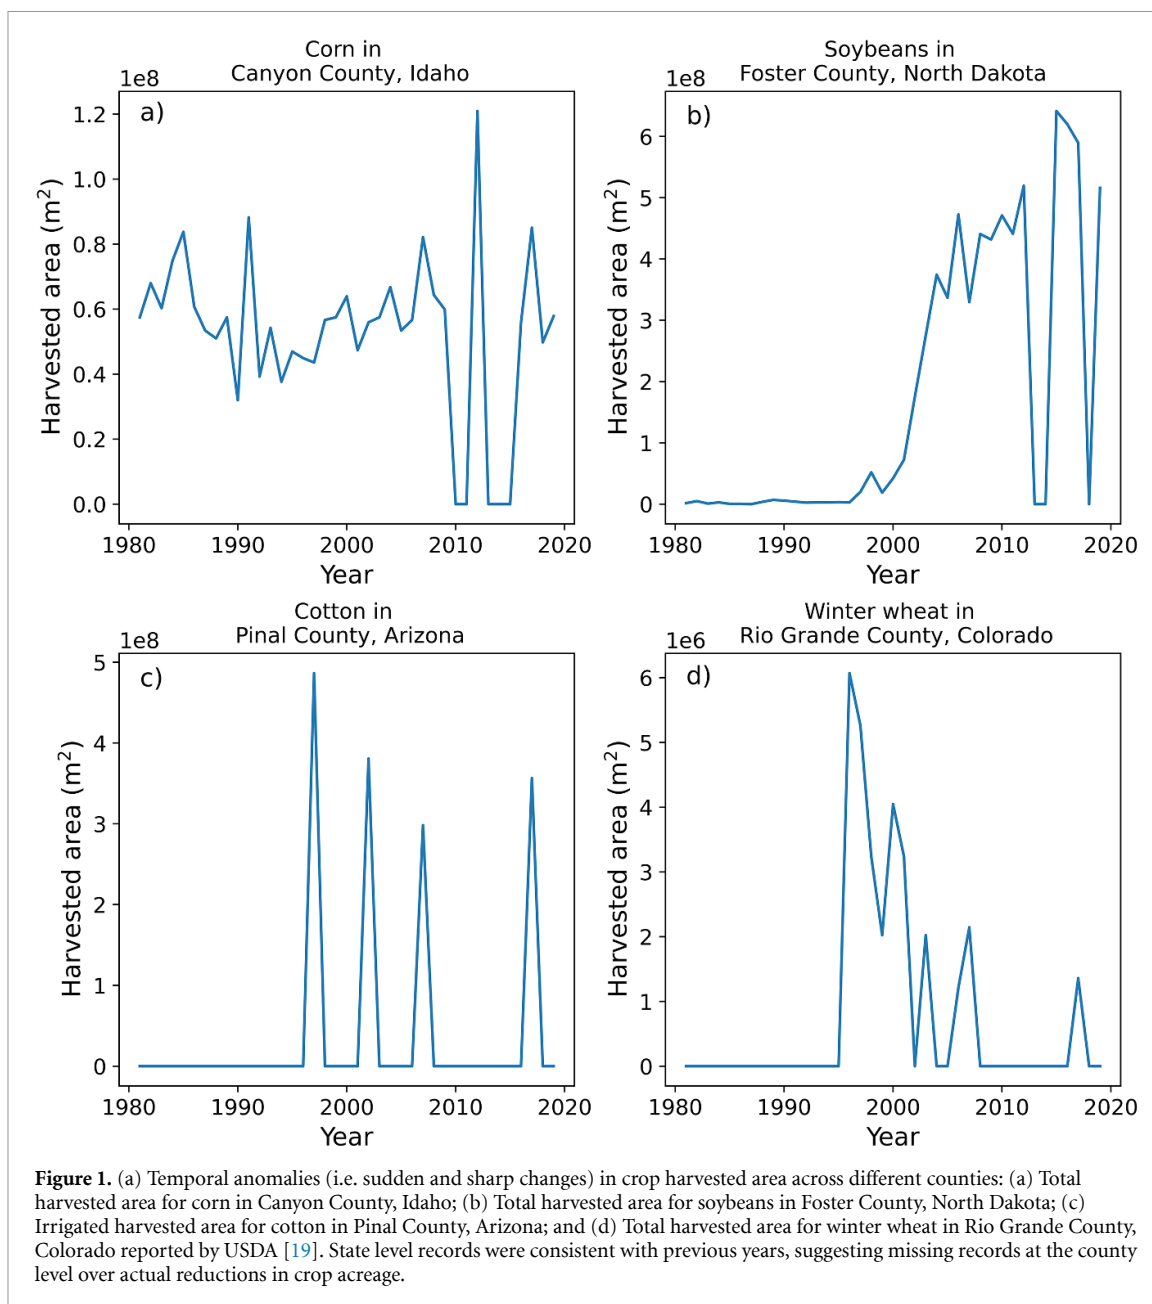 Corn in
Canyon County, Idaho
1e8
a)
1.2
1.0
0.8
0.6
0.4
0.2
0.0
Harvested area (m²)
1980 1990 2000 2010 2020
Year
Soybeans in
Foster County, North Dakota
1e8
b)
6
5
4
3
2
1
0
Harvested area (m²)
1980 1990 2000 2010 2020
Year
Cotton in
Pinal County, Arizona
1e8
c)
5
4
3
2
1
0
Harvested area (m²)
1980 1990 2000 2010 2020
Year
Winter wheat in
Rio Grande County, Colorado
1e6
d)
6
5
4
3
2
1
0
Harvested area (m²)
1980 1990 2000 2010 2020
Year
Figure 1. (a) Temporal anomalies (i.e. sudden and sharp changes) in crop harvested area across different counties: (a) Total
harvested area for corn in Canyon County, Idaho; (b) Total harvested area for soybeans in Foster County, North Dakota; (c)
Irrigated harvested area for cotton in Pinal County, Arizona; and (d) Total harvested area for winter wheat in Rio Grande County,
Colorado reported by USDA [19]. State level records were consistent with previous years, suggesting missing records at the county
level over actual reductions in crop acreage.